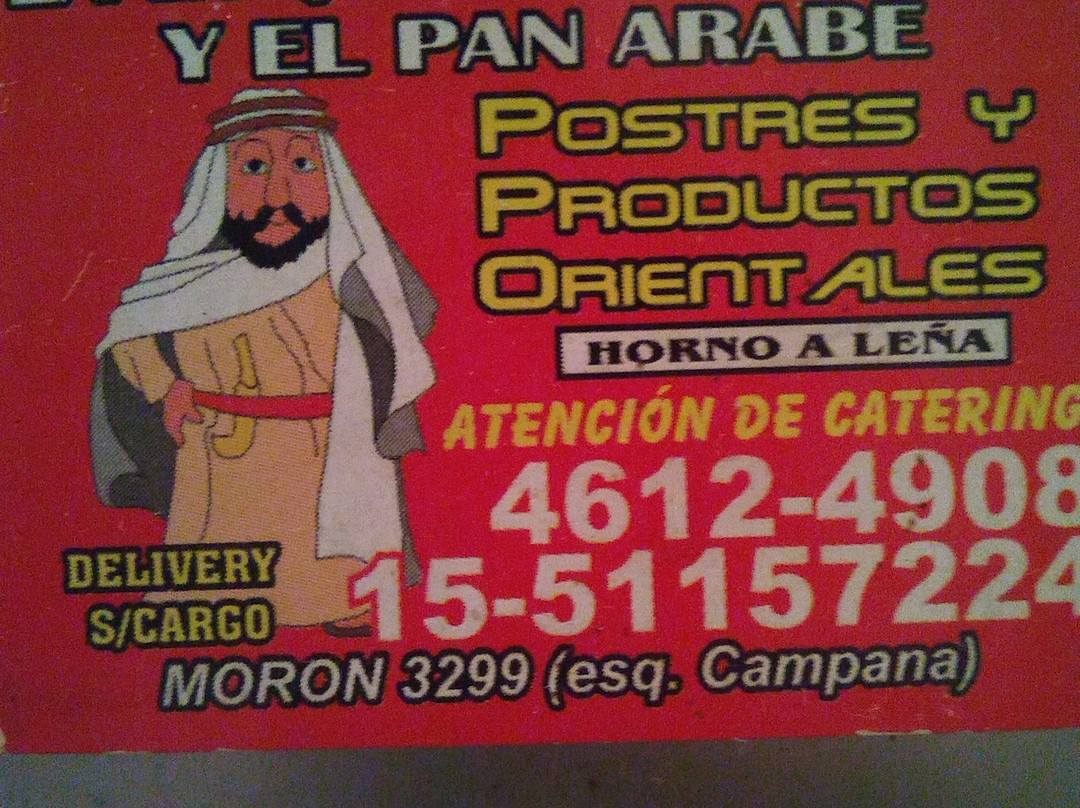 Y EL PAN ARABE
POSTRES Y
PRODUCTOS
ORIENTALES
HORNO A LEÑA
ATENCIÓN DE CATERING
4612-4908
15-51157224
DELIVERY
S/CARGO
MORON 3299 (esq. Campana)